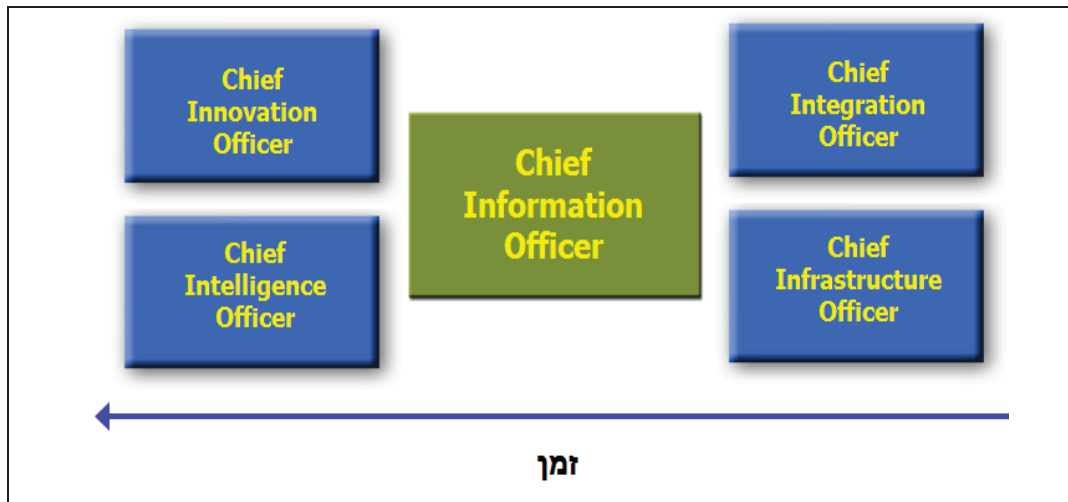 Chief
Innovation
Officer
Chief
Intelligence
Officer
Chief
Information
Officer
Chief
Integration
Officer
Chief
Infrastructure
Officer
זמן